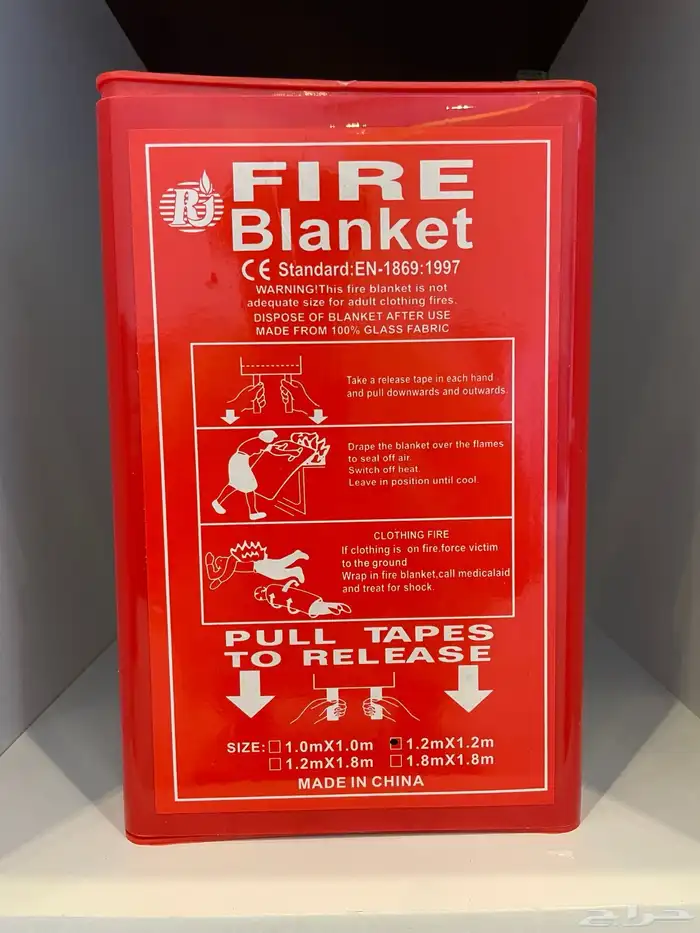 RJ
FIRE
Blanket
CE Standard:EN-1869:1997
WARNING!This fire blanket is not
adequate size for adult clothing fires.
DISPOSE OF BLANKET AFTER USE
MADE FROM 100% GLASS FABRIC
Take a release tape in each hand
and pull downwards and outwards.
Drape the blanket over the flames
to seal off air.
Switch off heat.
Leave in position until cool.
CLOTHING FIRE
If clothing is on fire.force victim
to the ground
Wrap in fire blanket,call medicalaid
and treat for shock.
PULL TAPES
TO RELEASE
SIZE: 1.0mX1.0m 1.2mX1.2m
1.2mX1.8m 1.8mX1.8m
MADE IN CHINA
حراج